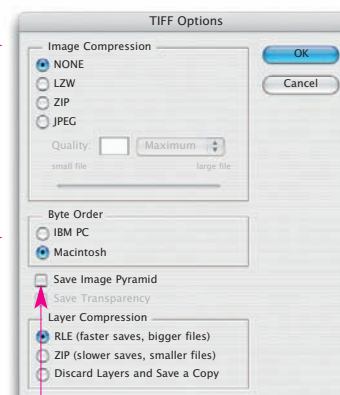 TIFF Options
Image Compression
NONE
LZW
ZIP
JPEG
Quality: Maximum
small file large file
OK
Cancel
Byte Order
IBM PC
Macintosh
Save Image Pyramid
Save Transparency
Layer Compression
RLE (faster saves, bigger files)
ZIP (slower saves, smaller files)
Discard Layers and Save a Copy